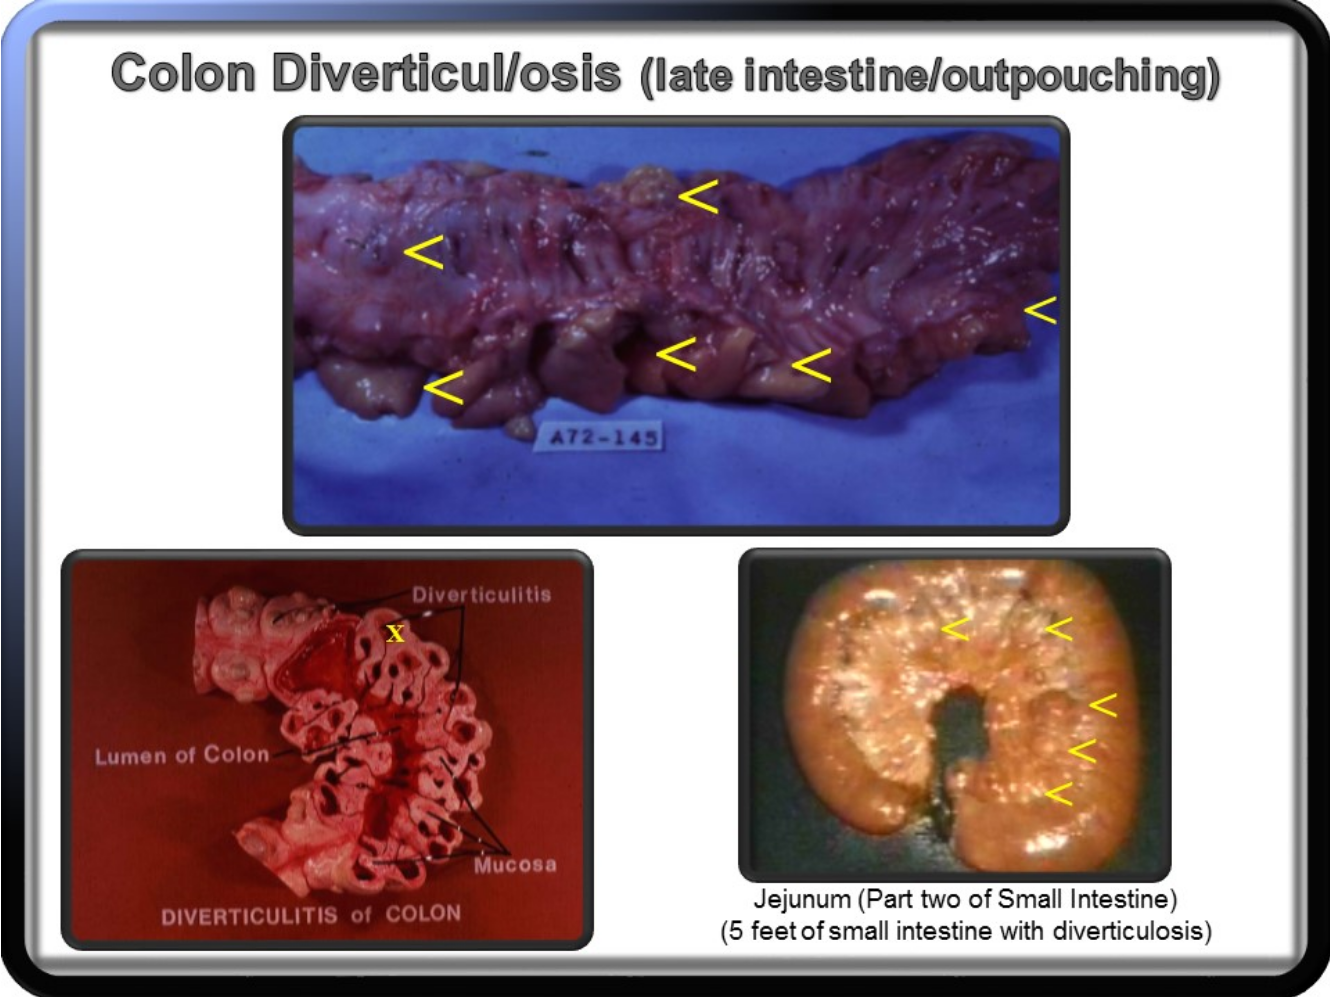 Colon Diverticul/osis (late intestine/outpouching)
<
<
<
<
<
<
A72-145
Diverticulitis
X
Lumen of Colon
Mucosa
DIVERTICULITIS of COLON
<
<
<
<
<
Jejunum (Part two of Small Intestine)
(5 feet of small intestine with diverticulosis)